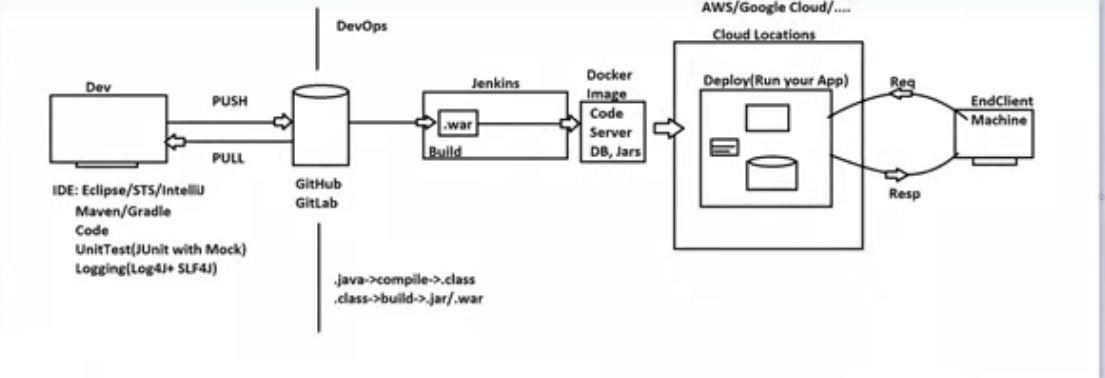 AWS/Google Cloud/....
DevOps
Cloud Locations
Dev
PUSH
PULL
Jenkins
.war
Build
Docker
Image
Code
Server
DB, Jars
Deploy(Run your App)
Req
EndClient
Machine
Resp
GitHub
GitLab
IDE: Eclipse/STS/IntelliJ
Maven/Gradle
Code
UnitTest(JUnit with Mock)
Logging(Log4J+ SLF4J)
.java->compile->.class
.class->build->.jar/.war